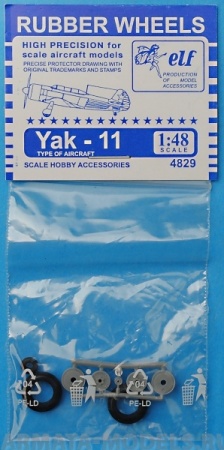 RUBBER WHEELS
HIGH PRECISION for
scale aircraft models
PRECISE PROTECTOR DRAWING WITH
ORIGINAL TRADEMARKS AND STAMPS
elf
PRODUCTION
OF MODEL
ACCESSORIES
Yak - 11
TYPE OF AIRCRAFT
1:48
SCALE
SCALE HOBBY ACCESSORIES
4829
04
PE-LD
04
PE-LD